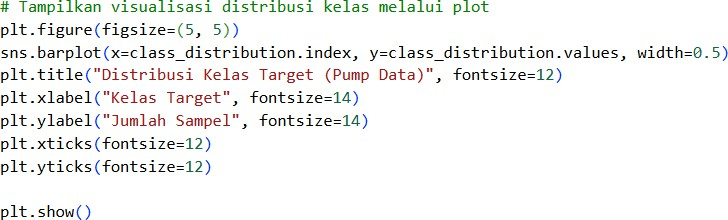 # Tampilkan visualisasi distribusi kelas melalui plot
plt.figure(figsize=(5, 5))
sns.barplot(x=class_distribution.index, y=class_distribution.values, width=0.5)
plt.title("Distribusi Kelas Target (Pump Data)", fontsize=12)
plt.xlabel("Kelas Target", fontsize=14)
plt.ylabel("Jumlah Sampel", fontsize=14)
plt.xticks(fontsize=12)
plt.yticks(fontsize=12)
plt.show()